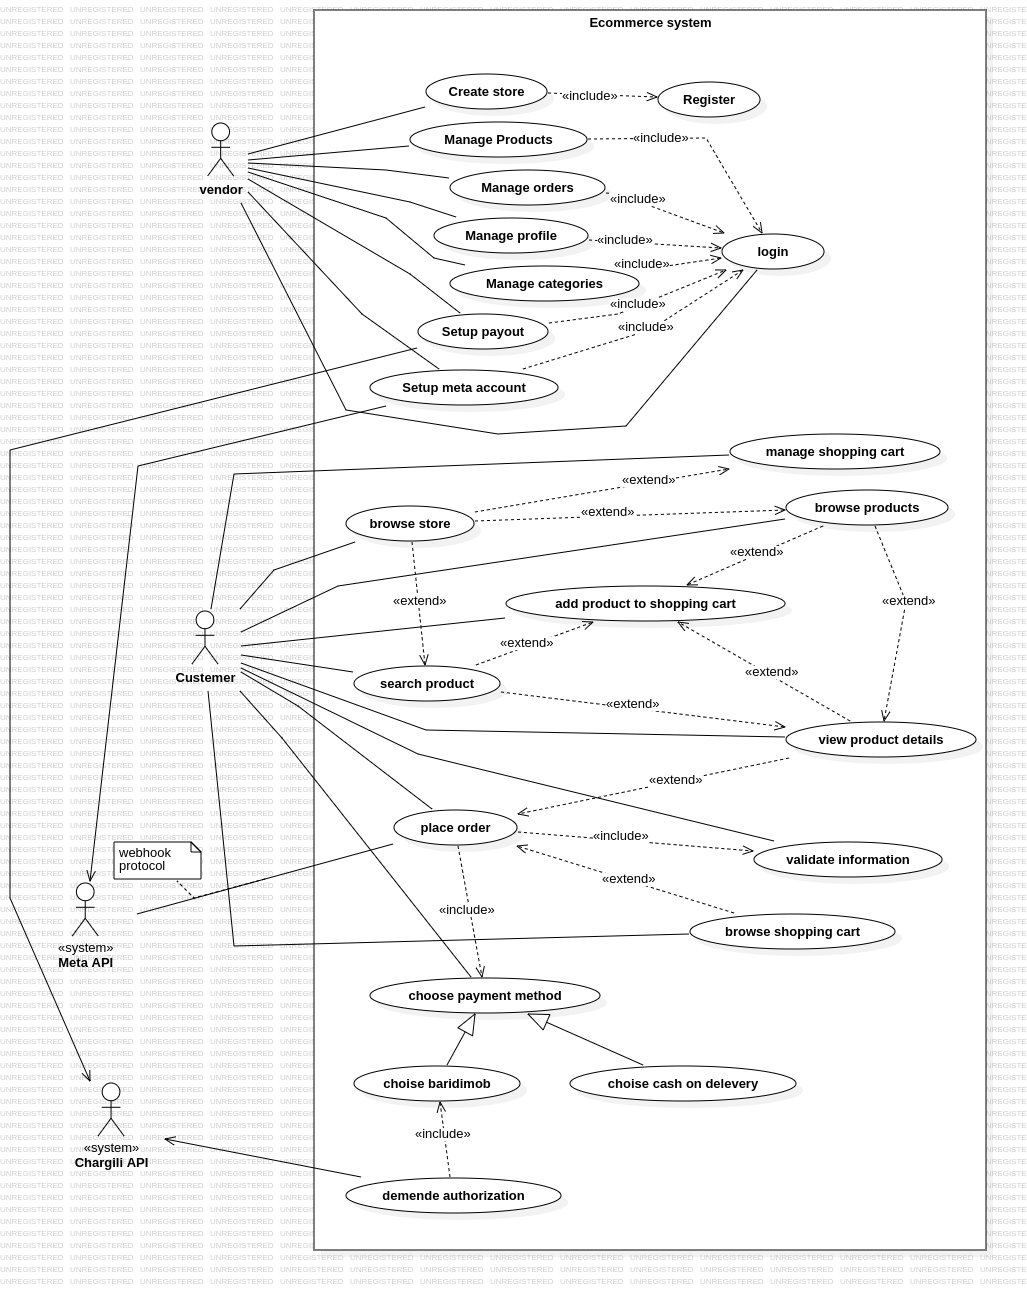 Ecommerce system
Create store
«include»
Register
Manage Products
«include»
vendor
Manage orders
«include»
Manage profile
«include»
login
«include»
Manage categories
«include»
Setup payout
«include»
Setup meta account
manage shopping cart
«extend»
browse products
«extend»
browse store
«extend»
«extend»
add product to shopping cart
«extend»
«extend»
Custemer
search product
«extend»
«extend»
view product details
«extend»
place order
«include»
webhook
protocol
validate information
«extend»
«include»
browse shopping cart
«system»
Meta API
choose payment method
choise baridimob
choise cash on delevery
«include»
«system»
Chargili API
demende authorization
UNREGISTERED